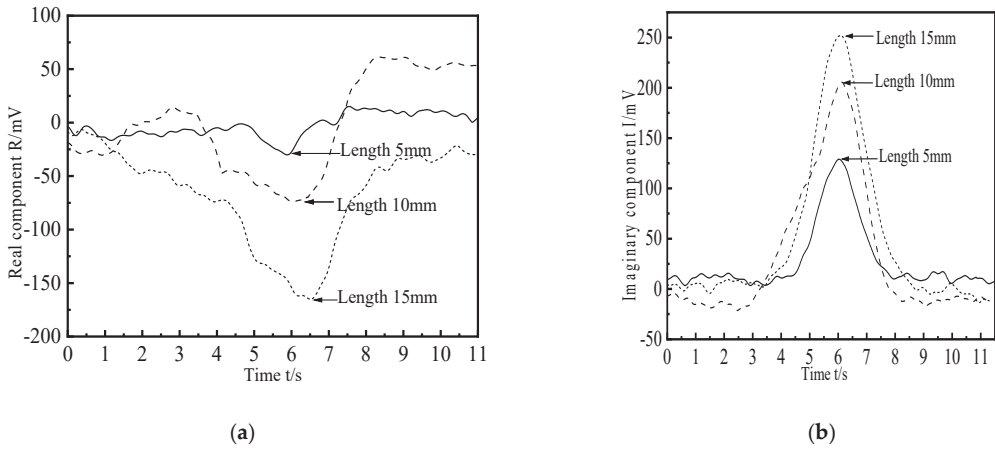 100
50
0
-50
-100
-150
-200
Real component R/mV
Length 5mm
Length 10mm
Length 15mm
0 1 2 3 4 5 6 7 8 9 10 11
Time t/s
(a)
250
200
150
100
50
0
-50
Imaginary component I/m V
Length 15mm
Length 10mm
Length 5mm
0 1 2 3 4 5 6 7 8 9 10 11
Time t/s
(b)